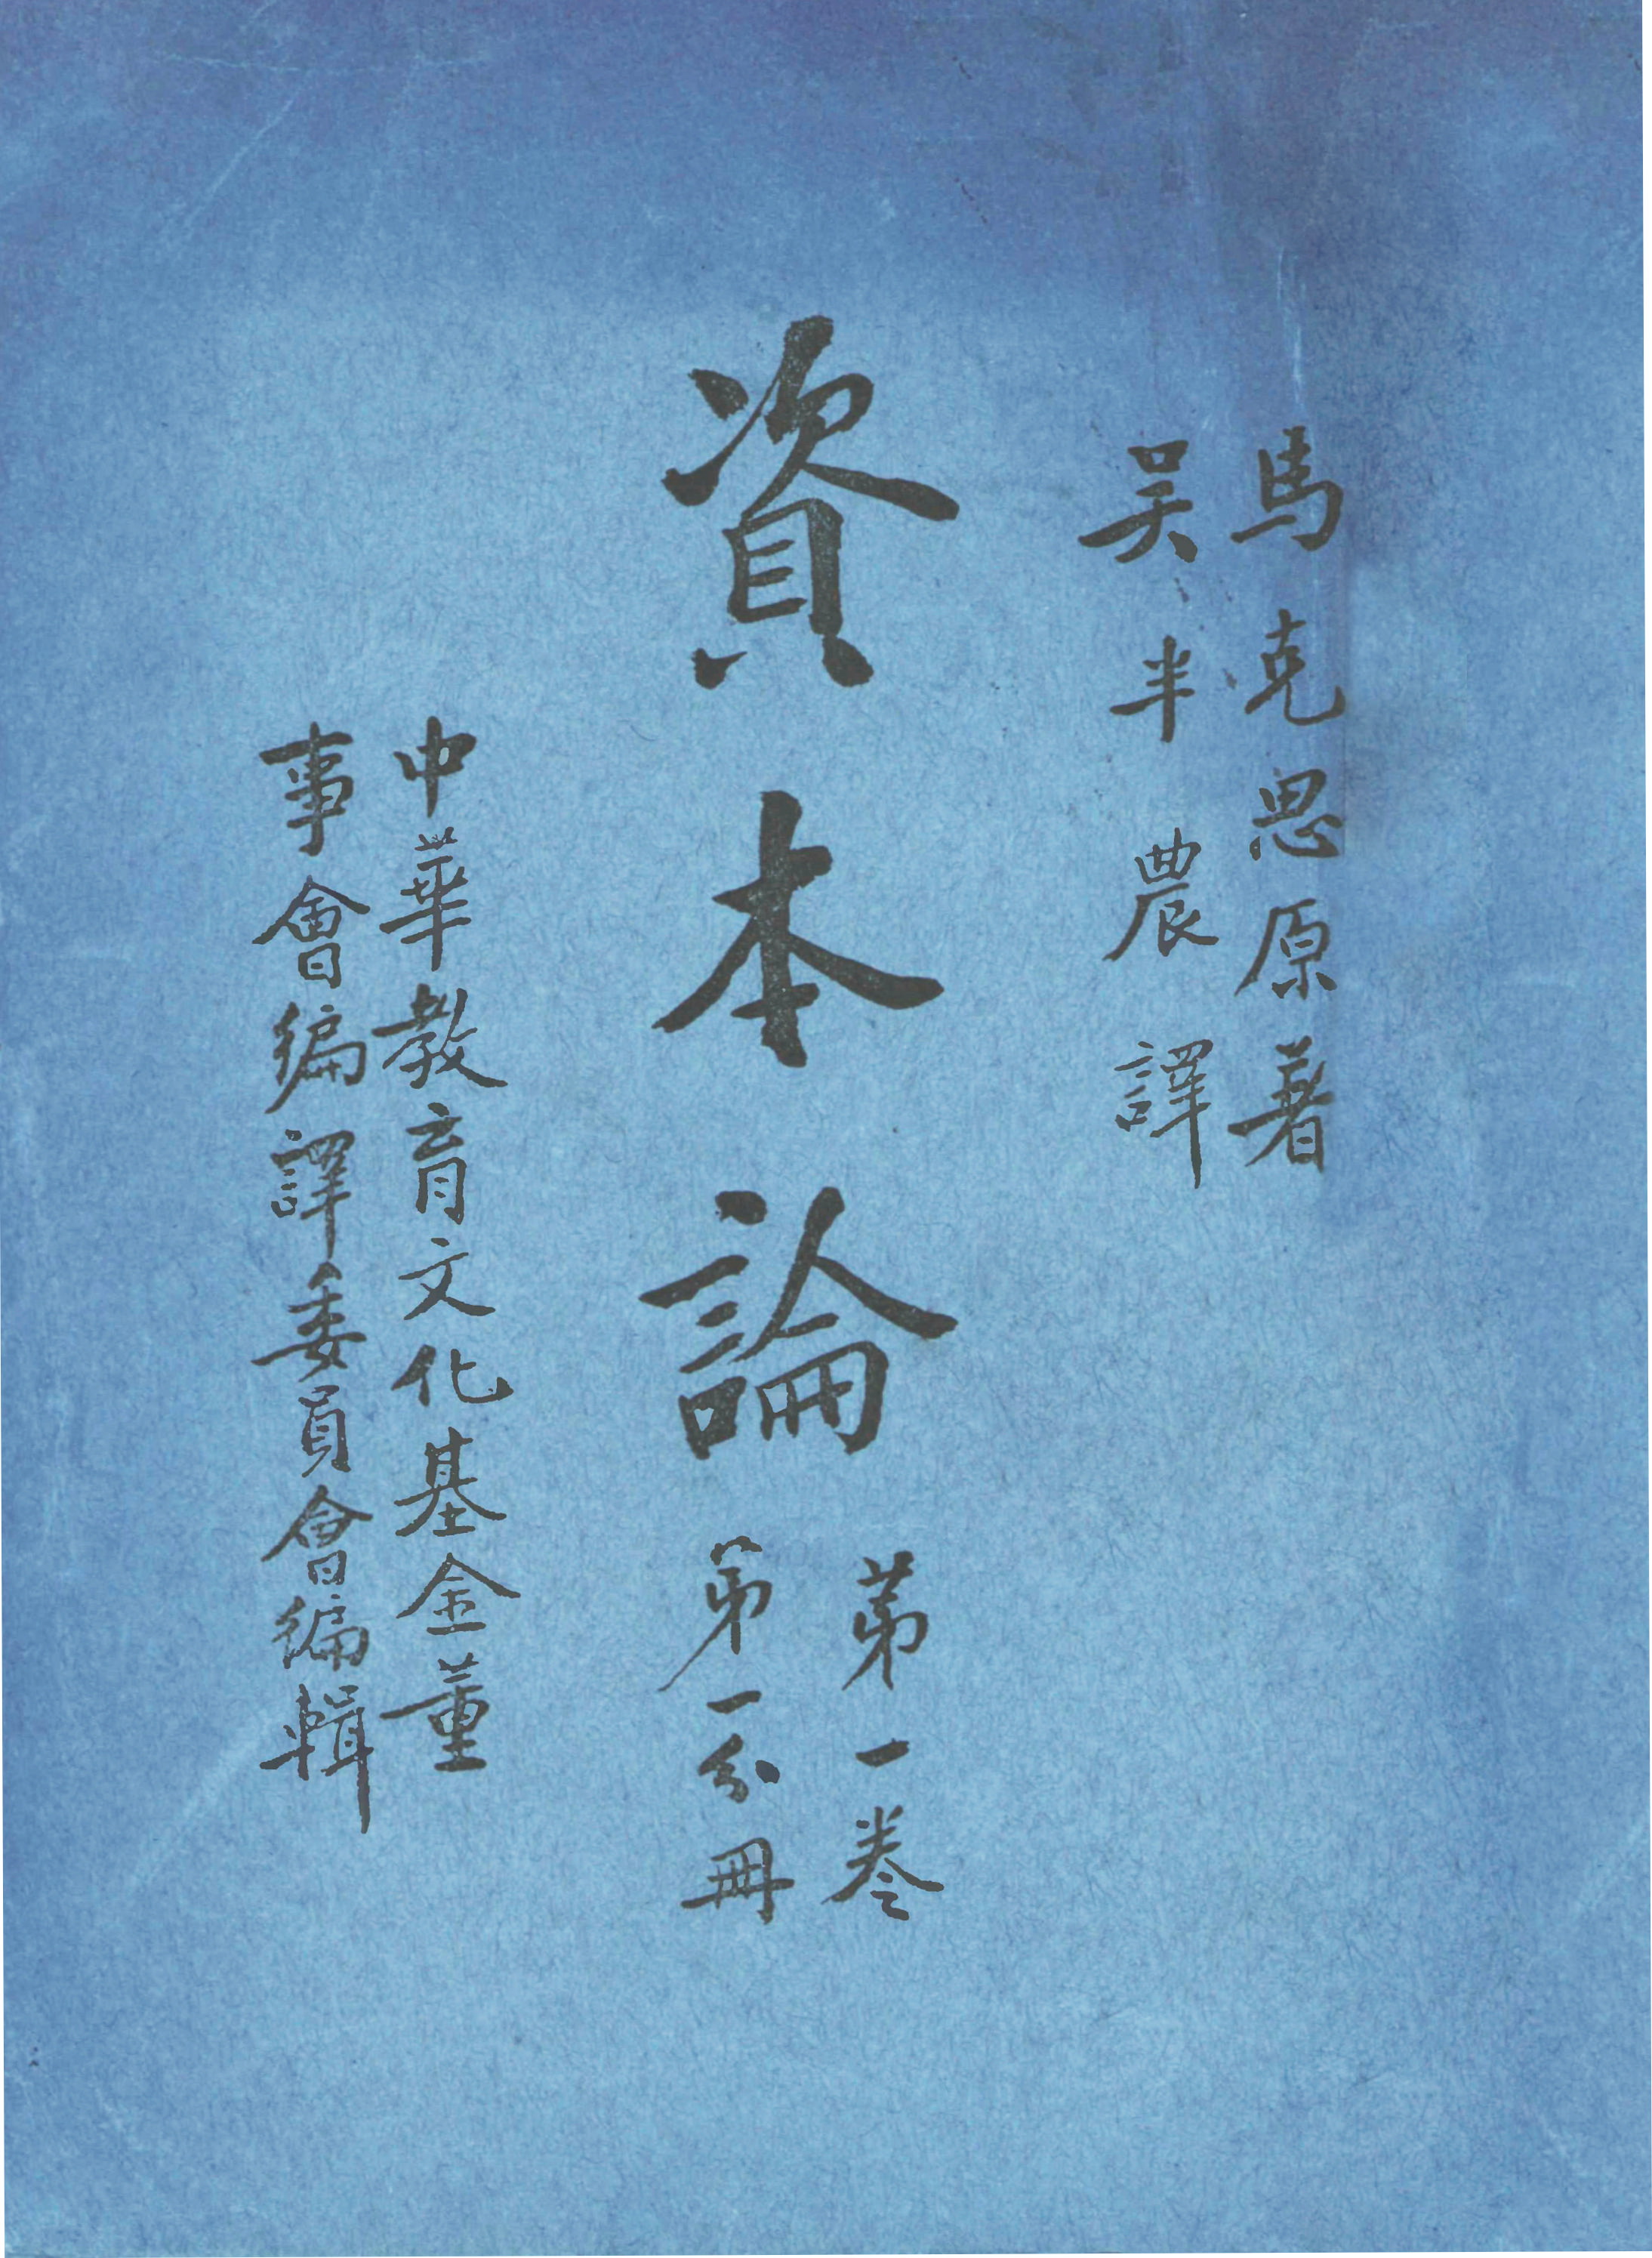 馬克思原著
吳半農譯
資本論
第一卷
第一分冊
中華教育文化基金董
事會編譯委員會編輯